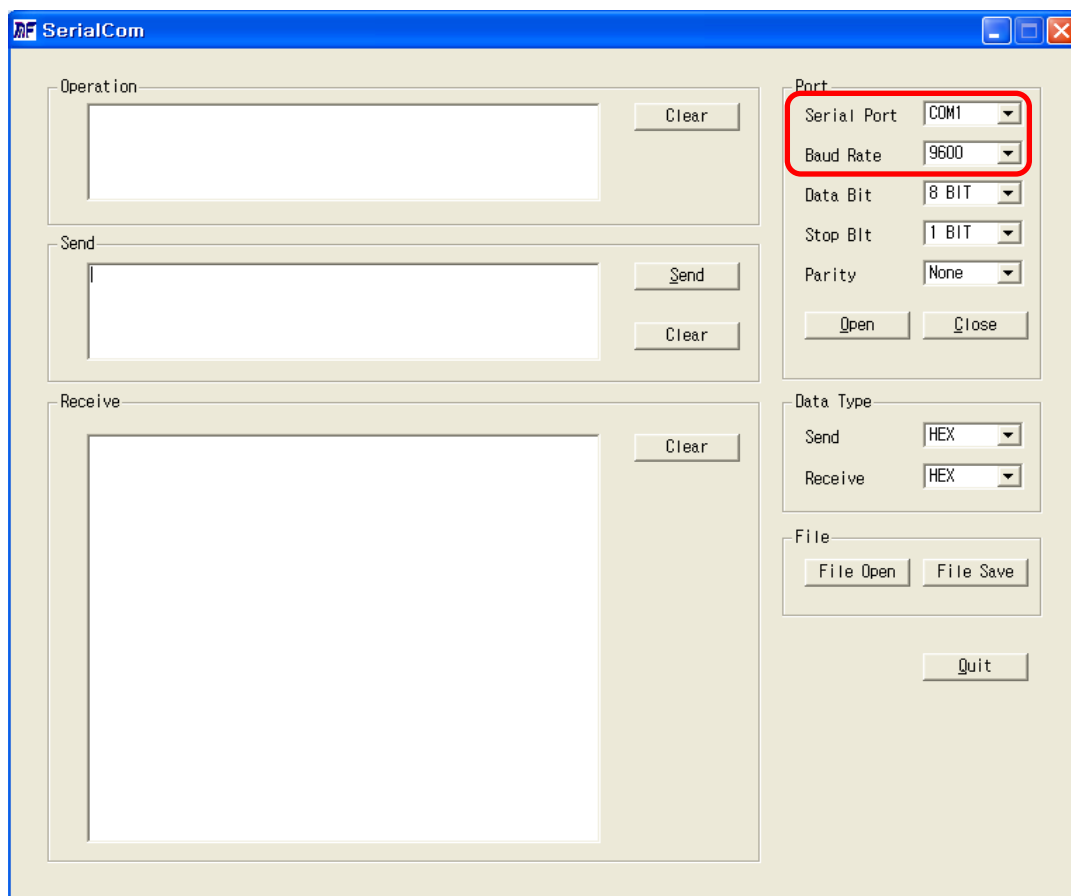 SerialCom
Operation
Clear
Send
Send
Clear
Receive
Clear
Port
Serial Port COM1
Baud Rate 9600
Data Bit 8 BIT
Stop BIt 1 BIT
Parity None
Open Close
Data Type
Send HEX
Receive HEX
File
File Open File Save
Quit